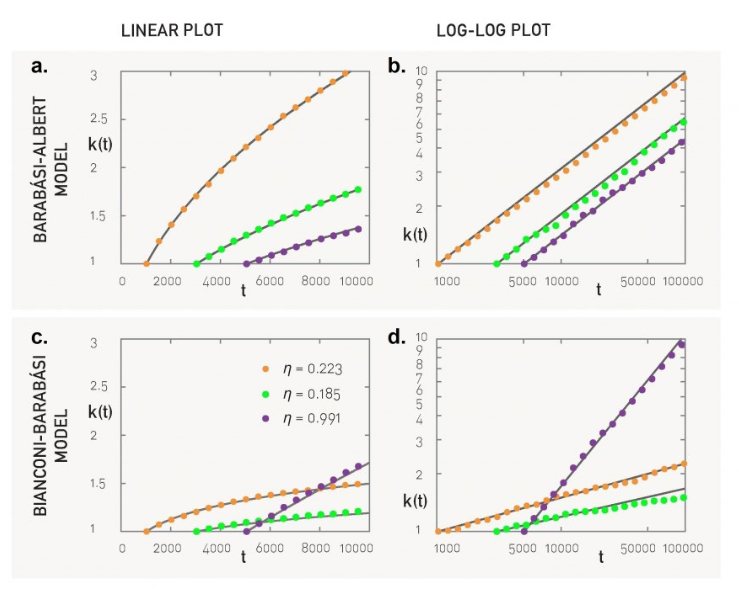 LINEAR PLOT
LOG-LOG PLOT
BARABÁSI-ALBERT
MODEL
a.
3
2.5
k(t)
2
1.5
1
0 2000 4000 6000 8000 10000
t
b.
10
9
8
7
6
5
4
3
2
k(t)
1
1000 5000 10000 50000 100000
t
BIANCONI-BARABÁSI
MODEL
c.
3
2.5
k(t)
2
1.5
1
η = 0.223
η = 0.185
η = 0.991
0 2000 4000 6000 8000 10000
t
d.
10
9
8
7
6
5
4
3
2
k(t)
1
1000 5000 10000 50000 100000
t